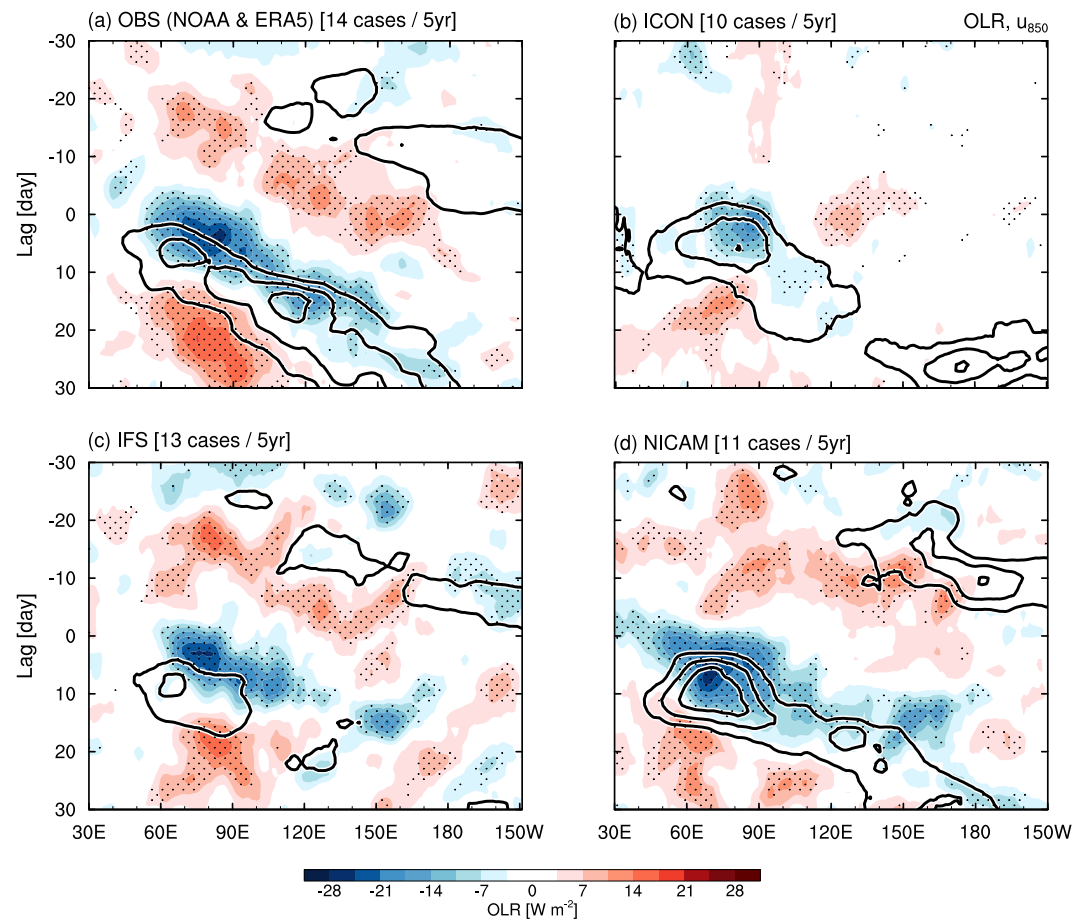 (a) OBS (NOAA & ERA5) [14 cases / 5yr]
(b) ICON [10 cases / 5yr]
OLR, u850
-30
-20
-10
0
10
20
30
Lag [day]
(c) IFS [13 cases / 5yr]
(d) NICAM [11 cases / 5yr]
-30
-20
-10
0
10
20
30
Lag [day]
30E 60E 90E 120E 150E 180 150W
30E 60E 90E 120E 150E 180 150W
-28 -21 -14 -7 0 7 14 21 28
OLR [W m-2]